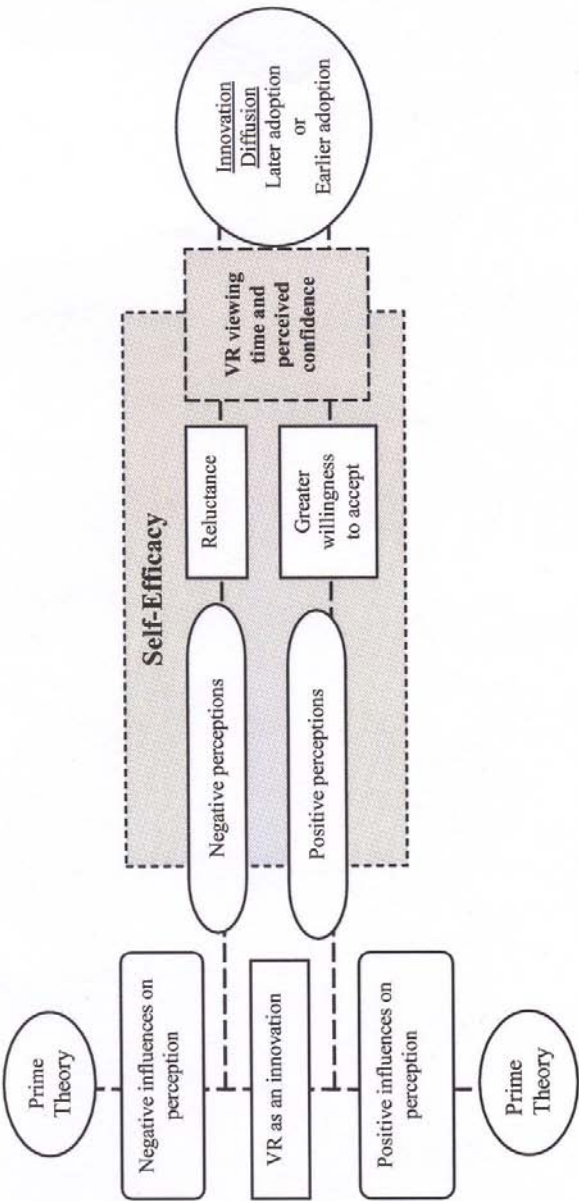 Prime
Theory
Negative influences on
perception
VR as an innovation
Positive influences on
perception
Prime
Theory
Self-Efficacy
Negative perceptions
Positive perceptions
Reluctance
Greater
willingness
to accept
VR viewing
time and
perceived
confidence
Innovation
Diffusion
Later adoption
or
Earlier adoption